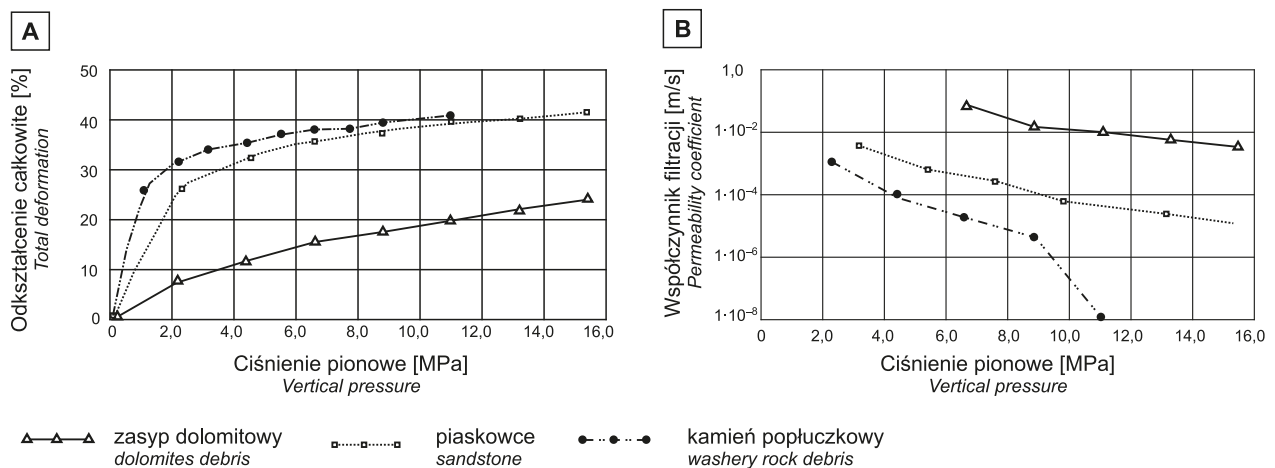 A
Odkształcenie całkowite [%]
Total deformation
50
40
30
20
10
0
0
2,0
4,0
6,0
8,0
10,0
12,0
14,0
16,0
Ciśnienie pionowe [MPa]
Vertical pressure
B
Współczynnik filtracji [m/s]
Permeability coefficient
1,0
1·10⁻²
1·10⁻⁴
1·10⁻⁶
1·10⁻⁸
0
2,0
4,0
6,0
8,0
10,0
12,0
14,0
16,0
Ciśnienie pionowe [MPa]
Vertical pressure
zasyp dolomitowy
dolomites debris
piaskowce
sandstone
kamień popłuczkowy
washery rock debris